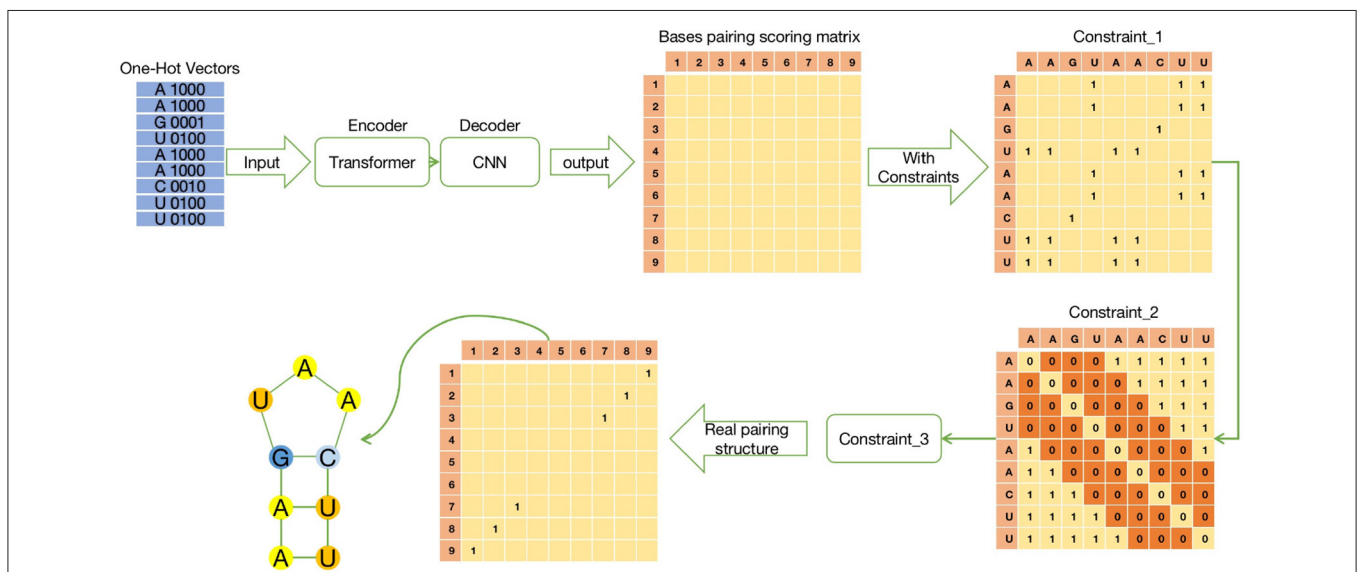 One-Hot Vectors
A 1000
A 1000
G 0001
U 0100
A 1000
A 1000
C 0010
U 0100
U 0100
Input
Encoder
Transformer
Decoder
CNN
output
Bases pairing scoring matrix
1 2 3 4 5 6 7 8 9
1
2
3
4
5
6
7
8
9
With
Constraints
Constraint_1
A A G U A A C U U
A 1 1 1
A 1 1 1
G 1
U 1 1 1 1
A 1 1 1
A 1 1 1
C 1
U 1 1 1 1
U 1 1 1 1
Constraint_2
A A G U A A C U U
A 0 0 0 0 1 1 1 1 1
A 0 0 0 0 0 1 1 1 1
G 0 0 0 0 0 0 1 1 1
U 0 0 0 0 0 0 0 1 1
A 1 0 0 0 0 0 0 0 1
A 1 1 0 0 0 0 0 0 0
C 1 1 1 0 0 0 0 0 0
U 1 1 1 1 0 0 0 0 0
U 1 1 1 1 1 0 0 0 0
Constraint_3
Real pairing
structure
1 2 3 4 5 6 7 8 9
1 1
2 1
3 1
4
5
6
7 1
8 1
9 1
A
U A
G C
A U
A U